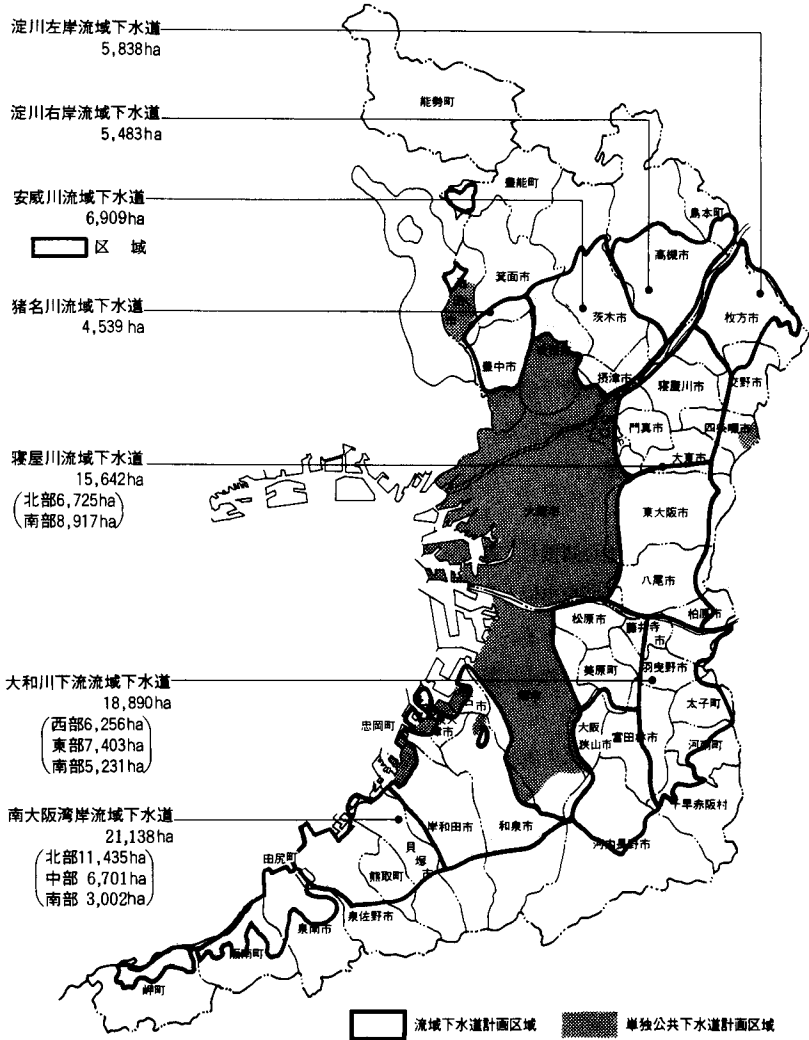 淀川左岸流域下水道
5,838ha
淀川右岸流域下水道
5,483ha
安威川流域下水道
6,909ha
区 域
猪名川流域下水道
4,539 ha
寝屋川流域下水道
15,642ha
(北部6,725ha
南部8,917ha)
大和川下流流域下水道
18,890ha
(西部6,256ha
東部7,403ha
南部5,231ha)
南大阪湾岸流域下水道
21,138ha
(北部11,435ha
中部 6,701ha
南部 3,002ha)
能勢町
豊能町
島本町
高槻市
箕面市
茨木市
枚方市
豊中市
摂津市
寝屋川市
交野市
門真市
四条畷市
大東市
大阪市
東大阪市
八尾市
柏原市
松原市
藤井寺市
羽曳野市
美原町
太子町
大阪狭山市
富田林市
河南町
千早赤阪村
河内長野市
忠岡町
岸和田市
和泉市
貝塚市
熊取町
田尻町
泉佐野市
泉南市
阪南町
岬町
流域下水道計画区域
単独公共下水道計画区域